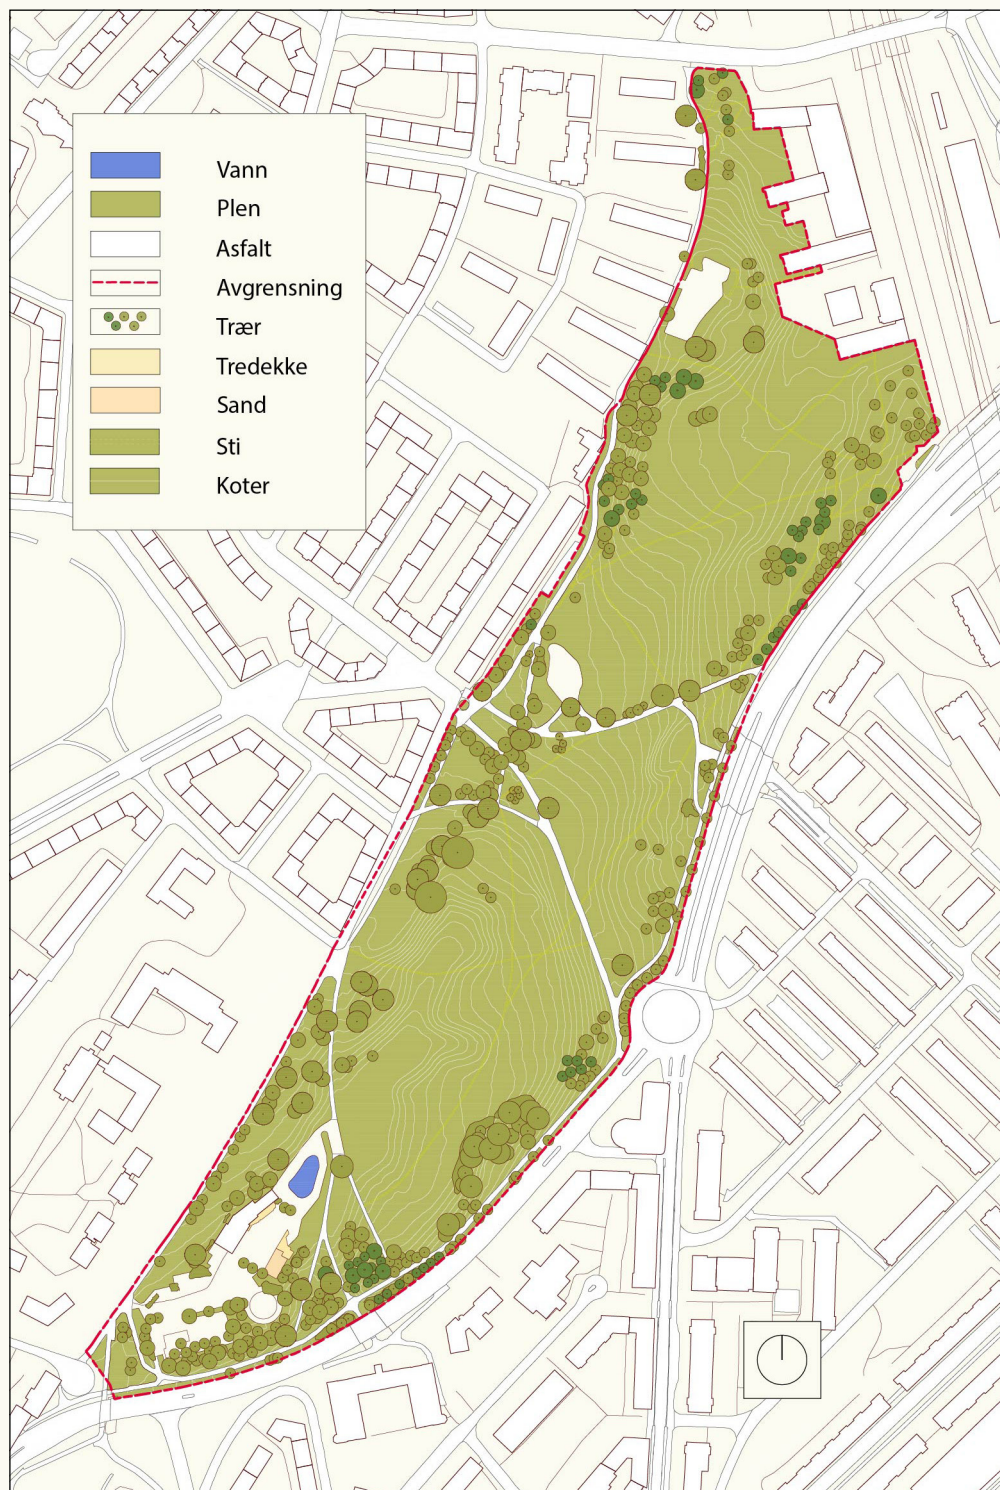 Vann
Plen
Asfalt
Avgrensning
Trær
Tredekke
Sand
Sti
Koter